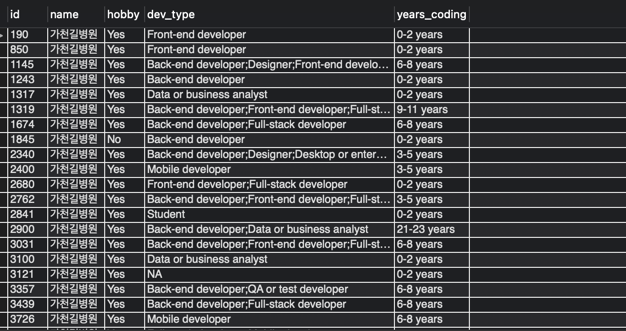 id name hobby dev_type years_coding
190 가천길병원 Yes Front-end developer 0-2 years
850 가천길병원 Yes Front-end developer 0-2 years
1145 가천길병원 Yes Back-end developer;Designer;Front-end develo... 6-8 years
1243 가천길병원 Yes Back-end developer 0-2 years
1317 가천길병원 Yes Data or business analyst 0-2 years
1319 가천길병원 Yes Back-end developer;Front-end developer;Full-st... 9-11 years
1674 가천길병원 Yes Back-end developer;Full-stack developer 6-8 years
1845 가천길병원 No Back-end developer 0-2 years
2340 가천길병원 Yes Back-end developer;Designer;Desktop or enter... 3-5 years
2400 가천길병원 Yes Mobile developer 3-5 years
2680 가천길병원 Yes Front-end developer;Full-stack developer 0-2 years
2762 가천길병원 Yes Back-end developer;Front-end developer;Full-st... 3-5 years
2841 가천길병원 Yes Student 0-2 years
2900 가천길병원 Yes Back-end developer;Data or business analyst 21-23 years
3031 가천길병원 Yes Back-end developer;Front-end developer;Full-st... 6-8 years
3100 가천길병원 Yes Data or business analyst 0-2 years
3121 가천길병원 Yes NA 0-2 years
3357 가천길병원 Yes Back-end developer;QA or test developer 6-8 years
3439 가천길병원 Yes Back-end developer;Full-stack developer 6-8 years
3726 가천길병원 Yes Mobile developer 6-8 years